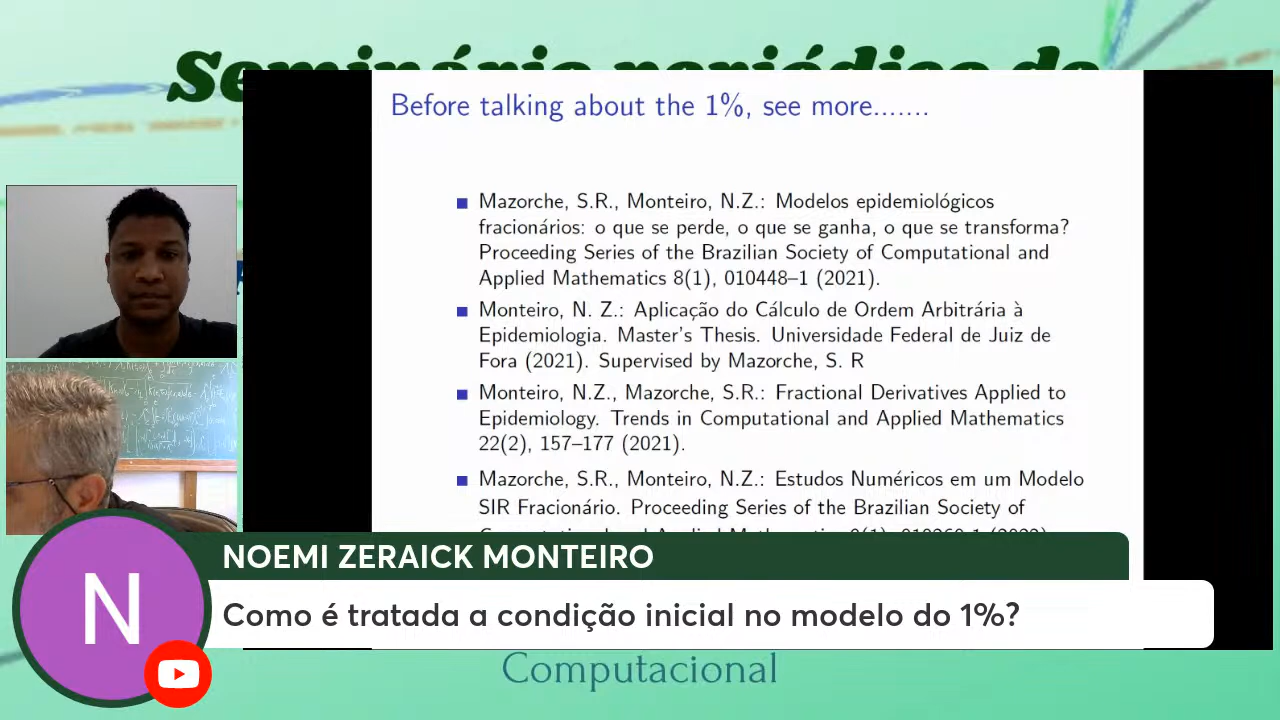 Before talking about the 1%, see more.......
Mazorche, S.R., Monteiro, N.Z.: Modelos epidemiológicos
fracionários: o que se perde, o que se ganha, o que se transforma?
Proceeding Series of the Brazilian Society of Computational and
Applied Mathematics 8(1), 010448–1 (2021).
Monteiro, N. Z.: Aplicação do Cálculo de Ordem Arbitrária à
Epidemiologia. Master's Thesis. Universidade Federal de Juiz de
Fora (2021). Supervised by Mazorche, S. R
Monteiro, N.Z., Mazorche, S.R.: Fractional Derivatives Applied to
Epidemiology. Trends in Computational and Applied Mathematics
22(2), 157–177 (2021).
Mazorche, S.R., Monteiro, N.Z.: Estudos Numéricos em um Modelo
SIR Fracionário. Proceeding Series of the Brazilian Society of
N
NOEMI ZERAICK MONTEIRO
Como é tratada a condição inicial no modelo do 1%?
Computacional